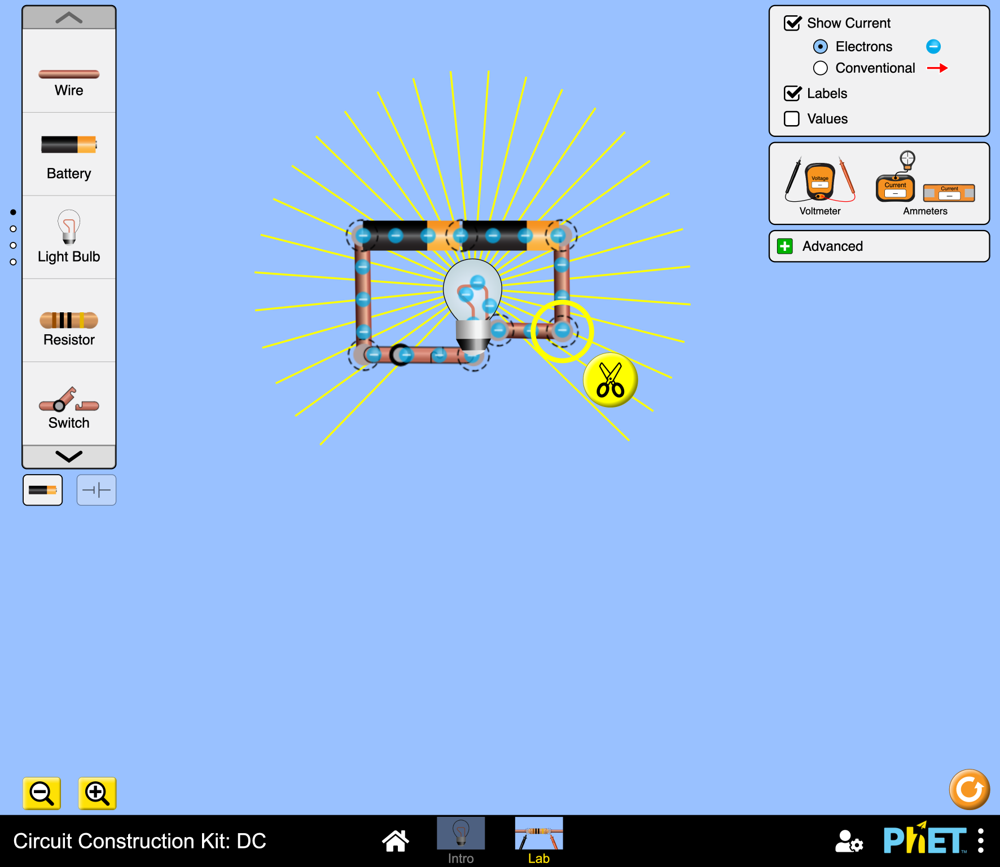 Wire
Battery
Light Bulb
Resistor
Switch
Show Current
Electrons
Conventional
Labels
Values
Voltage
Voltmeter
Current
Current
Ammeters
Advanced
Circuit Construction Kit: DC
Intro
Lab
PhET™